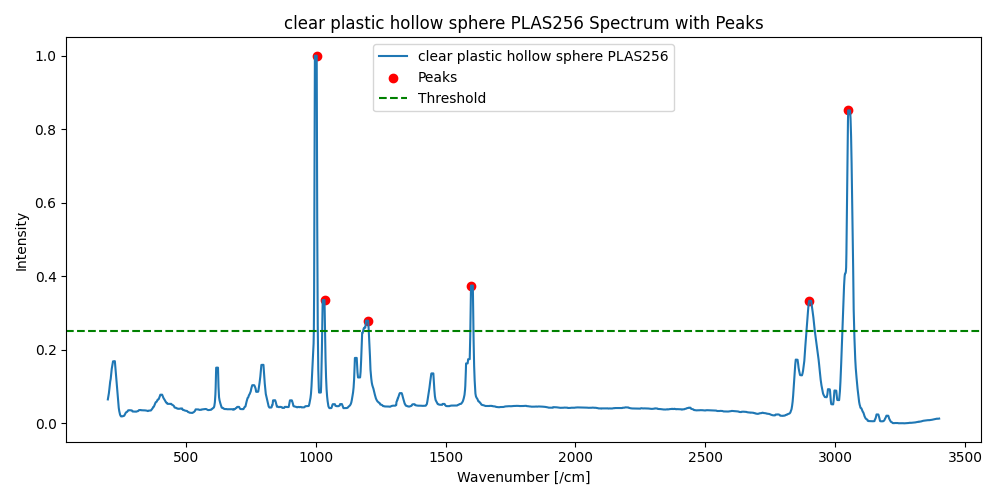 clear plastic hollow sphere PLAS256 Spectrum with Peaks
clear plastic hollow sphere PLAS256
Peaks
Threshold
Intensity
1.0
0.8
0.6
0.4
0.2
0.0
500 1000 1500 2000 2500 3000 3500
Wavenumber [/cm]